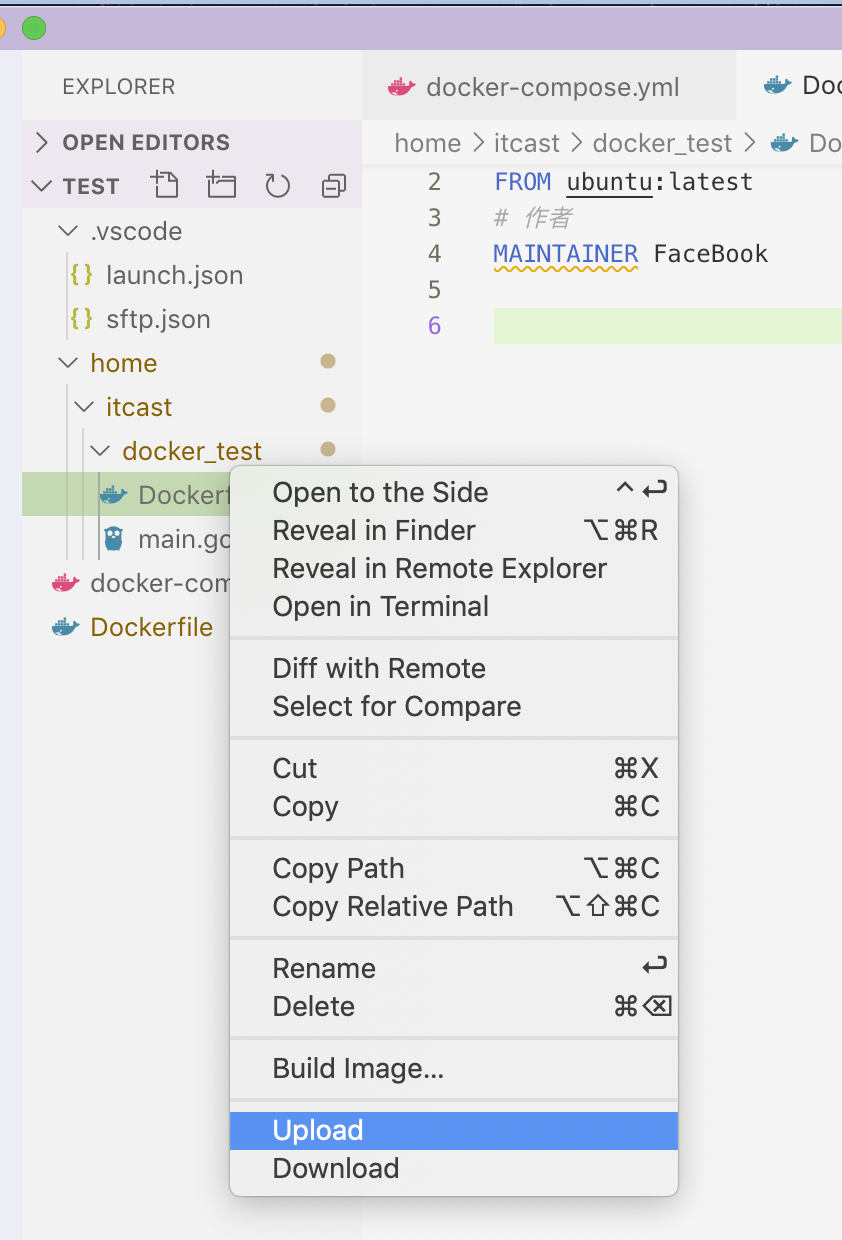 EXPLORER
OPEN EDITORS
TEST
.vscode
{} launch.json
{} sftp.json
home
itcast
docker_test
Dockerf
main.go
docker-com
Dockerfile
docker-compose.yml
Doc
home > itcast > docker_test > Do
2 FROM ubuntu:latest
3 # 作者
4 MAINTAINER FaceBook
5
6
Open to the Side ^↩
Reveal in Finder ⌥⌘R
Reveal in Remote Explorer
Open in Terminal
Diff with Remote
Select for Compare
Cut ⌘X
Copy ⌘C
Copy Path ⌥⌘C
Copy Relative Path ⌥⇧⌘C
Rename ↩
Delete ⌘⌫
Build Image...
Upload
Download